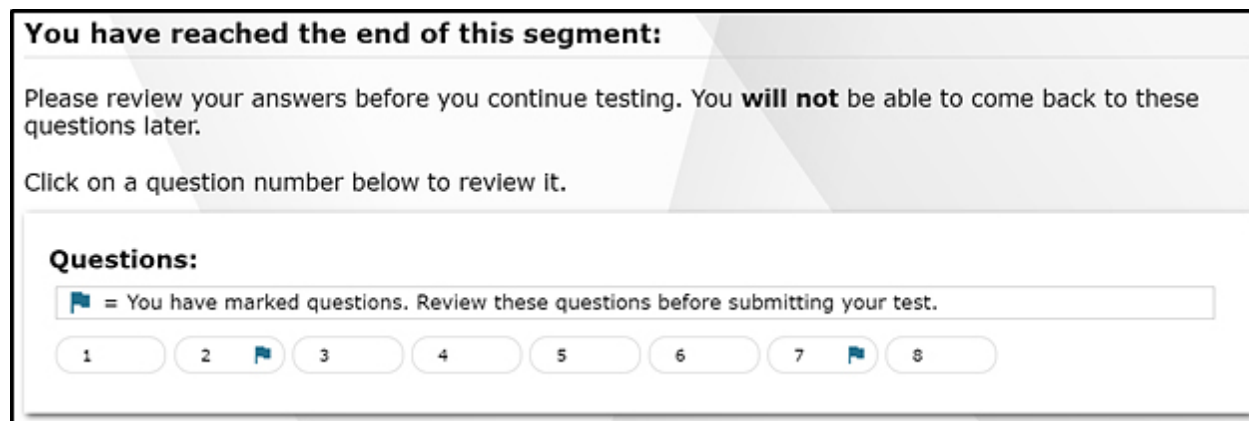 You have reached the end of this segment:
Please review your answers before you continue testing. You will not be able to come back to these
questions later.
Click on a question number below to review it.
Questions:
= You have marked questions. Review these questions before submitting your test.
1 2 3 4 5 6 7 8